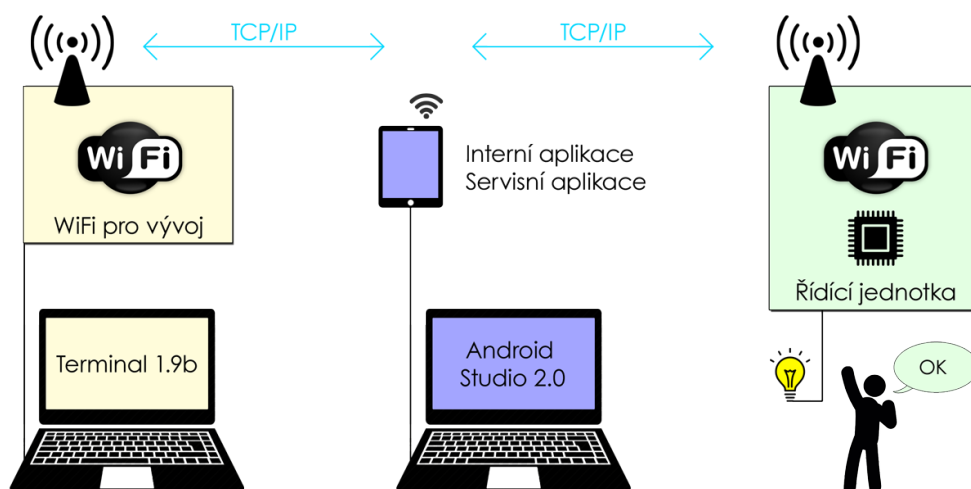 TCP/IP
TCP/IP
Wi Fi
WiFi pro vývoj
Interní aplikace
Servisní aplikace
Wi Fi
Řídící jednotka
Terminal 1.9b
Android
Studio 2.0
OK